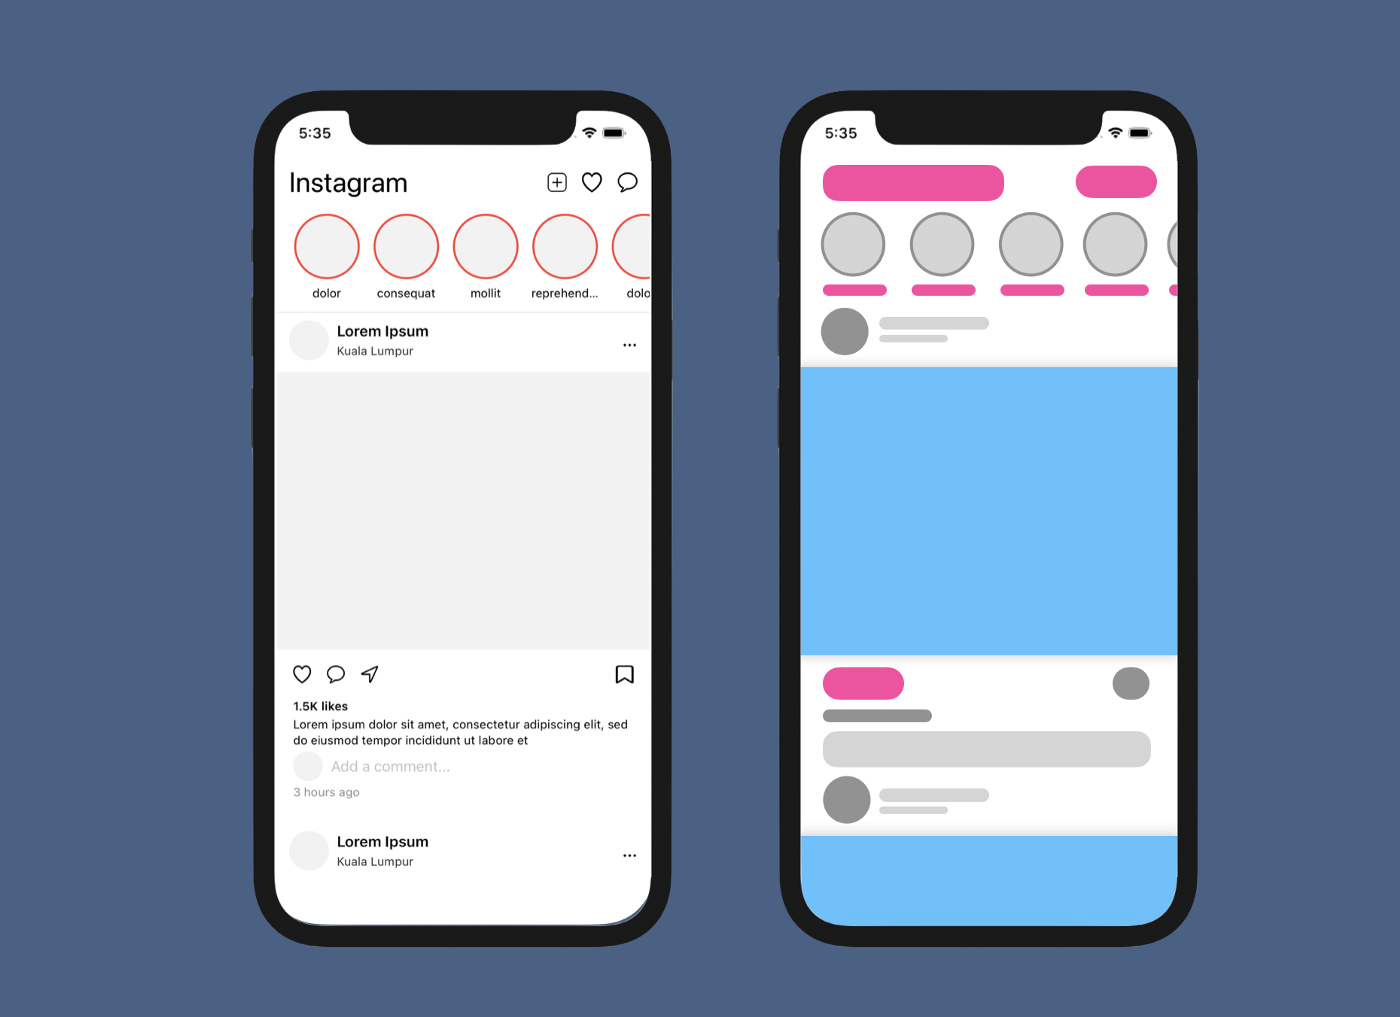 5:35
Instagram
dolor
consequat
mollit
reprehend...
dolo
Lorem Ipsum
Kuala Lumpur
1.5K likes
Lorem ipsum dolor sit amet, consectetur adipiscing elit, sed
do eiusmod tempor incididunt ut labore et
Add a comment...
3 hours ago
Lorem Ipsum
Kuala Lumpur
5:35